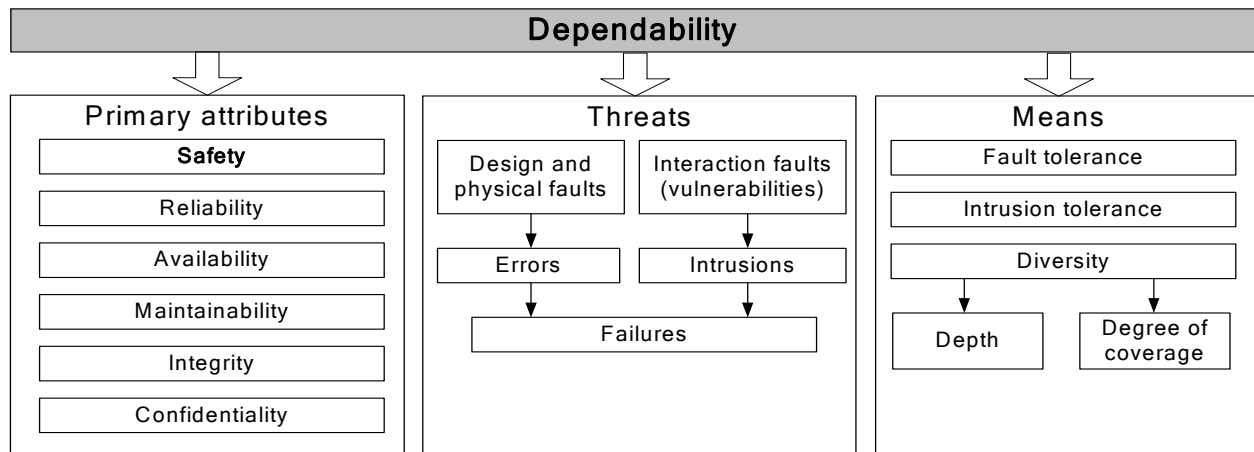 Dependability
Primary attributes
Safety
Reliability
Availability
Maintainability
Integrity
Confidentiality
Threats
Design and
physical faults
Interaction faults
(vulnerabilities)
Errors
Intrusions
Failures
Means
Fault tolerance
Intrusion tolerance
Diversity
Depth
Degree of
coverage